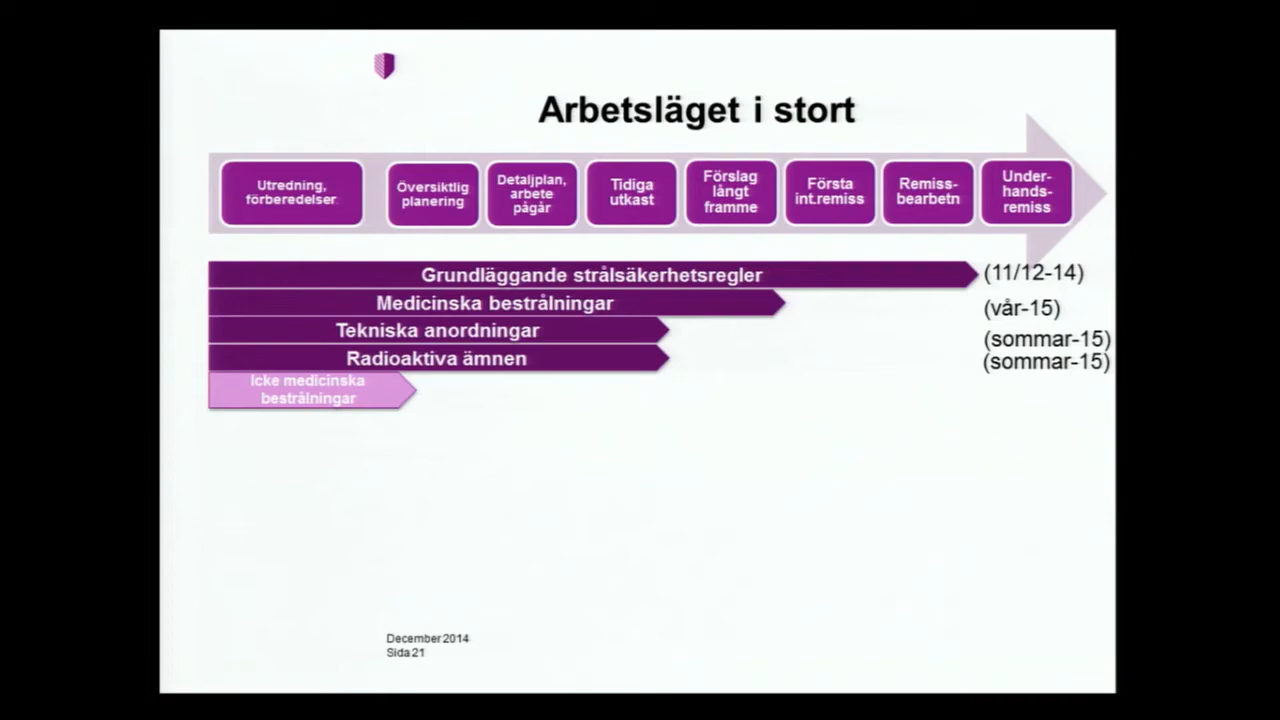 Arbetsläget i stort
Utredning,
förberedelser
Översiktlig
planering
Detaljplan,
arbete
pågår
Tidiga
utkast
Förslag
långt
framme
Första
int.remiss
Remiss-
bearbetn
Under-
hands-
remiss
Grundläggande strålsäkerhetsregler
(11/12-14)
Medicinska bestrålningar
(vår-15)
Tekniska anordningar
(sommar-15)
Radioaktiva ämnen
(sommar-15)
Icke medicinska
bestrålningar
December 2014
Sida 21